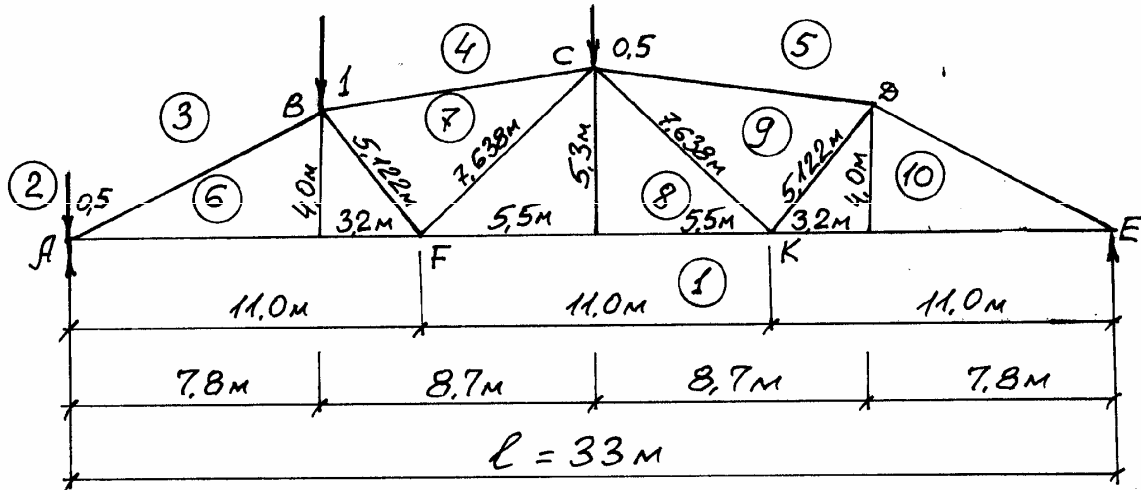 4
5
C 0,5
3
B 1
7
9
D
2
0,5
6
4,0м
5,122м
7,638м
5,3м
7,638м
8
5,122м
4,0м
10
3,2м
5,5м
5,5м
3,2м
A
F
K
E
1
11,0м
11,0м
11,0м
7,8м
8,7м
8,7м
7,8м
ℓ = 33м